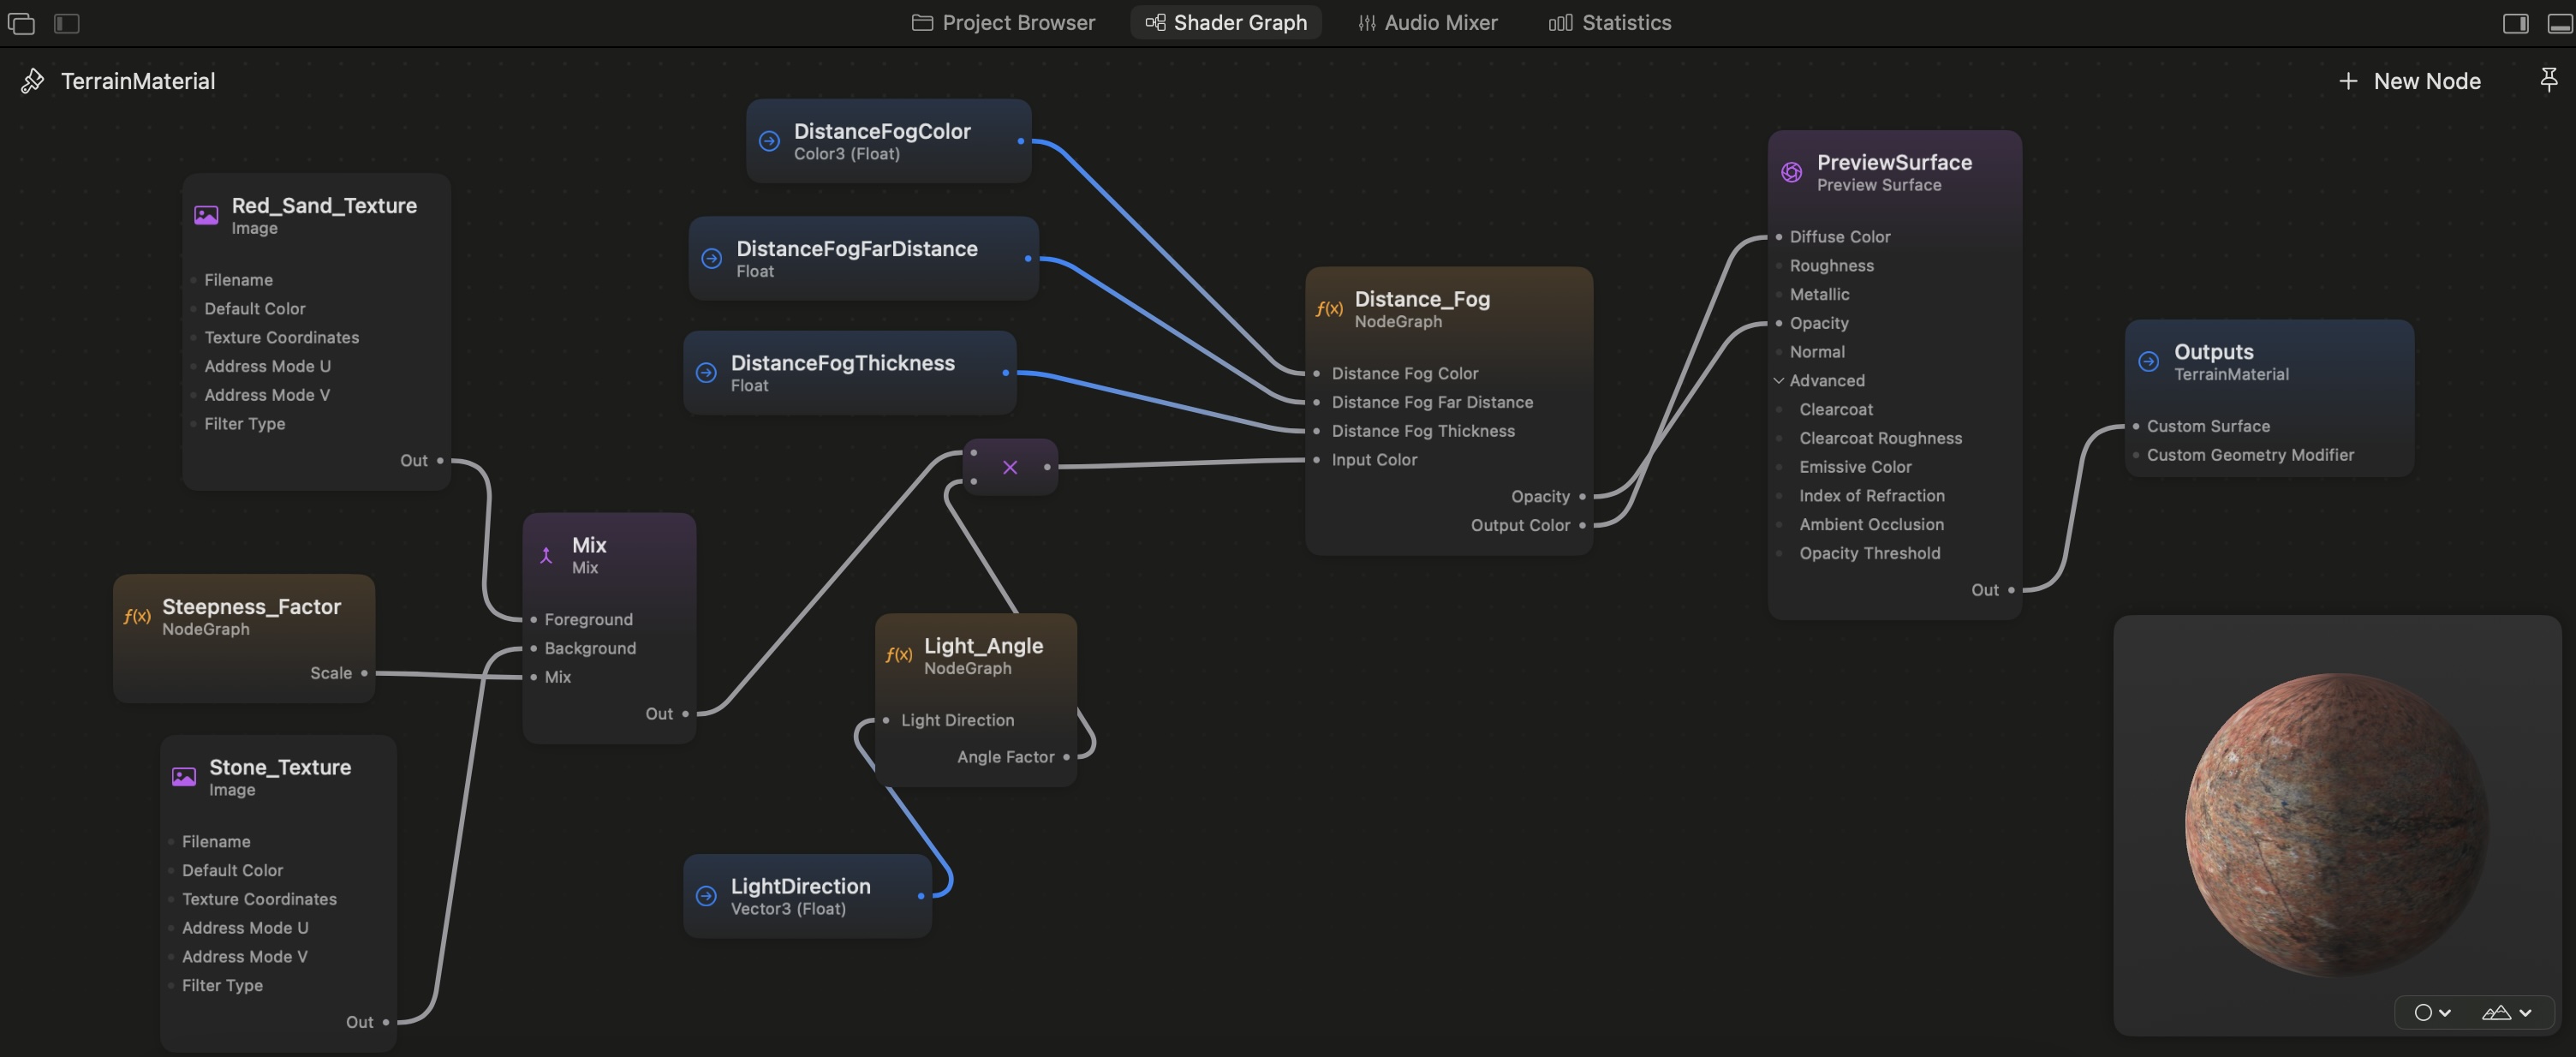 Project Browser
Shader Graph
Audio Mixer
Statistics
TerrainMaterial
New Node
Red_Sand_Texture
Image
Filename
Default Color
Texture Coordinates
Address Mode U
Address Mode V
Filter Type
Out
Steepness_Factor
NodeGraph
Scale
Stone_Texture
Image
Filename
Default Color
Texture Coordinates
Address Mode U
Address Mode V
Filter Type
Out
Mix
Mix
Foreground
Background
Mix
Out
DistanceFogColor
Color3 (Float)
DistanceFogFarDistance
Float
DistanceFogThickness
Float
f(x) Light_Angle
NodeGraph
Light Direction
Angle Factor
LightDirection
Vector3 (Float)
f(x) Distance_Fog
NodeGraph
Distance Fog Color
Distance Fog Far Distance
Distance Fog Thickness
Input Color
Opacity
Output Color
PreviewSurface
Preview Surface
Diffuse Color
Roughness
Metallic
Opacity
Normal
Advanced
Clearcoat
Clearcoat Roughness
Emissive Color
Index of Refraction
Ambient Occlusion
Opacity Threshold
Out
Outputs
TerrainMaterial
Custom Surface
Custom Geometry Modifier